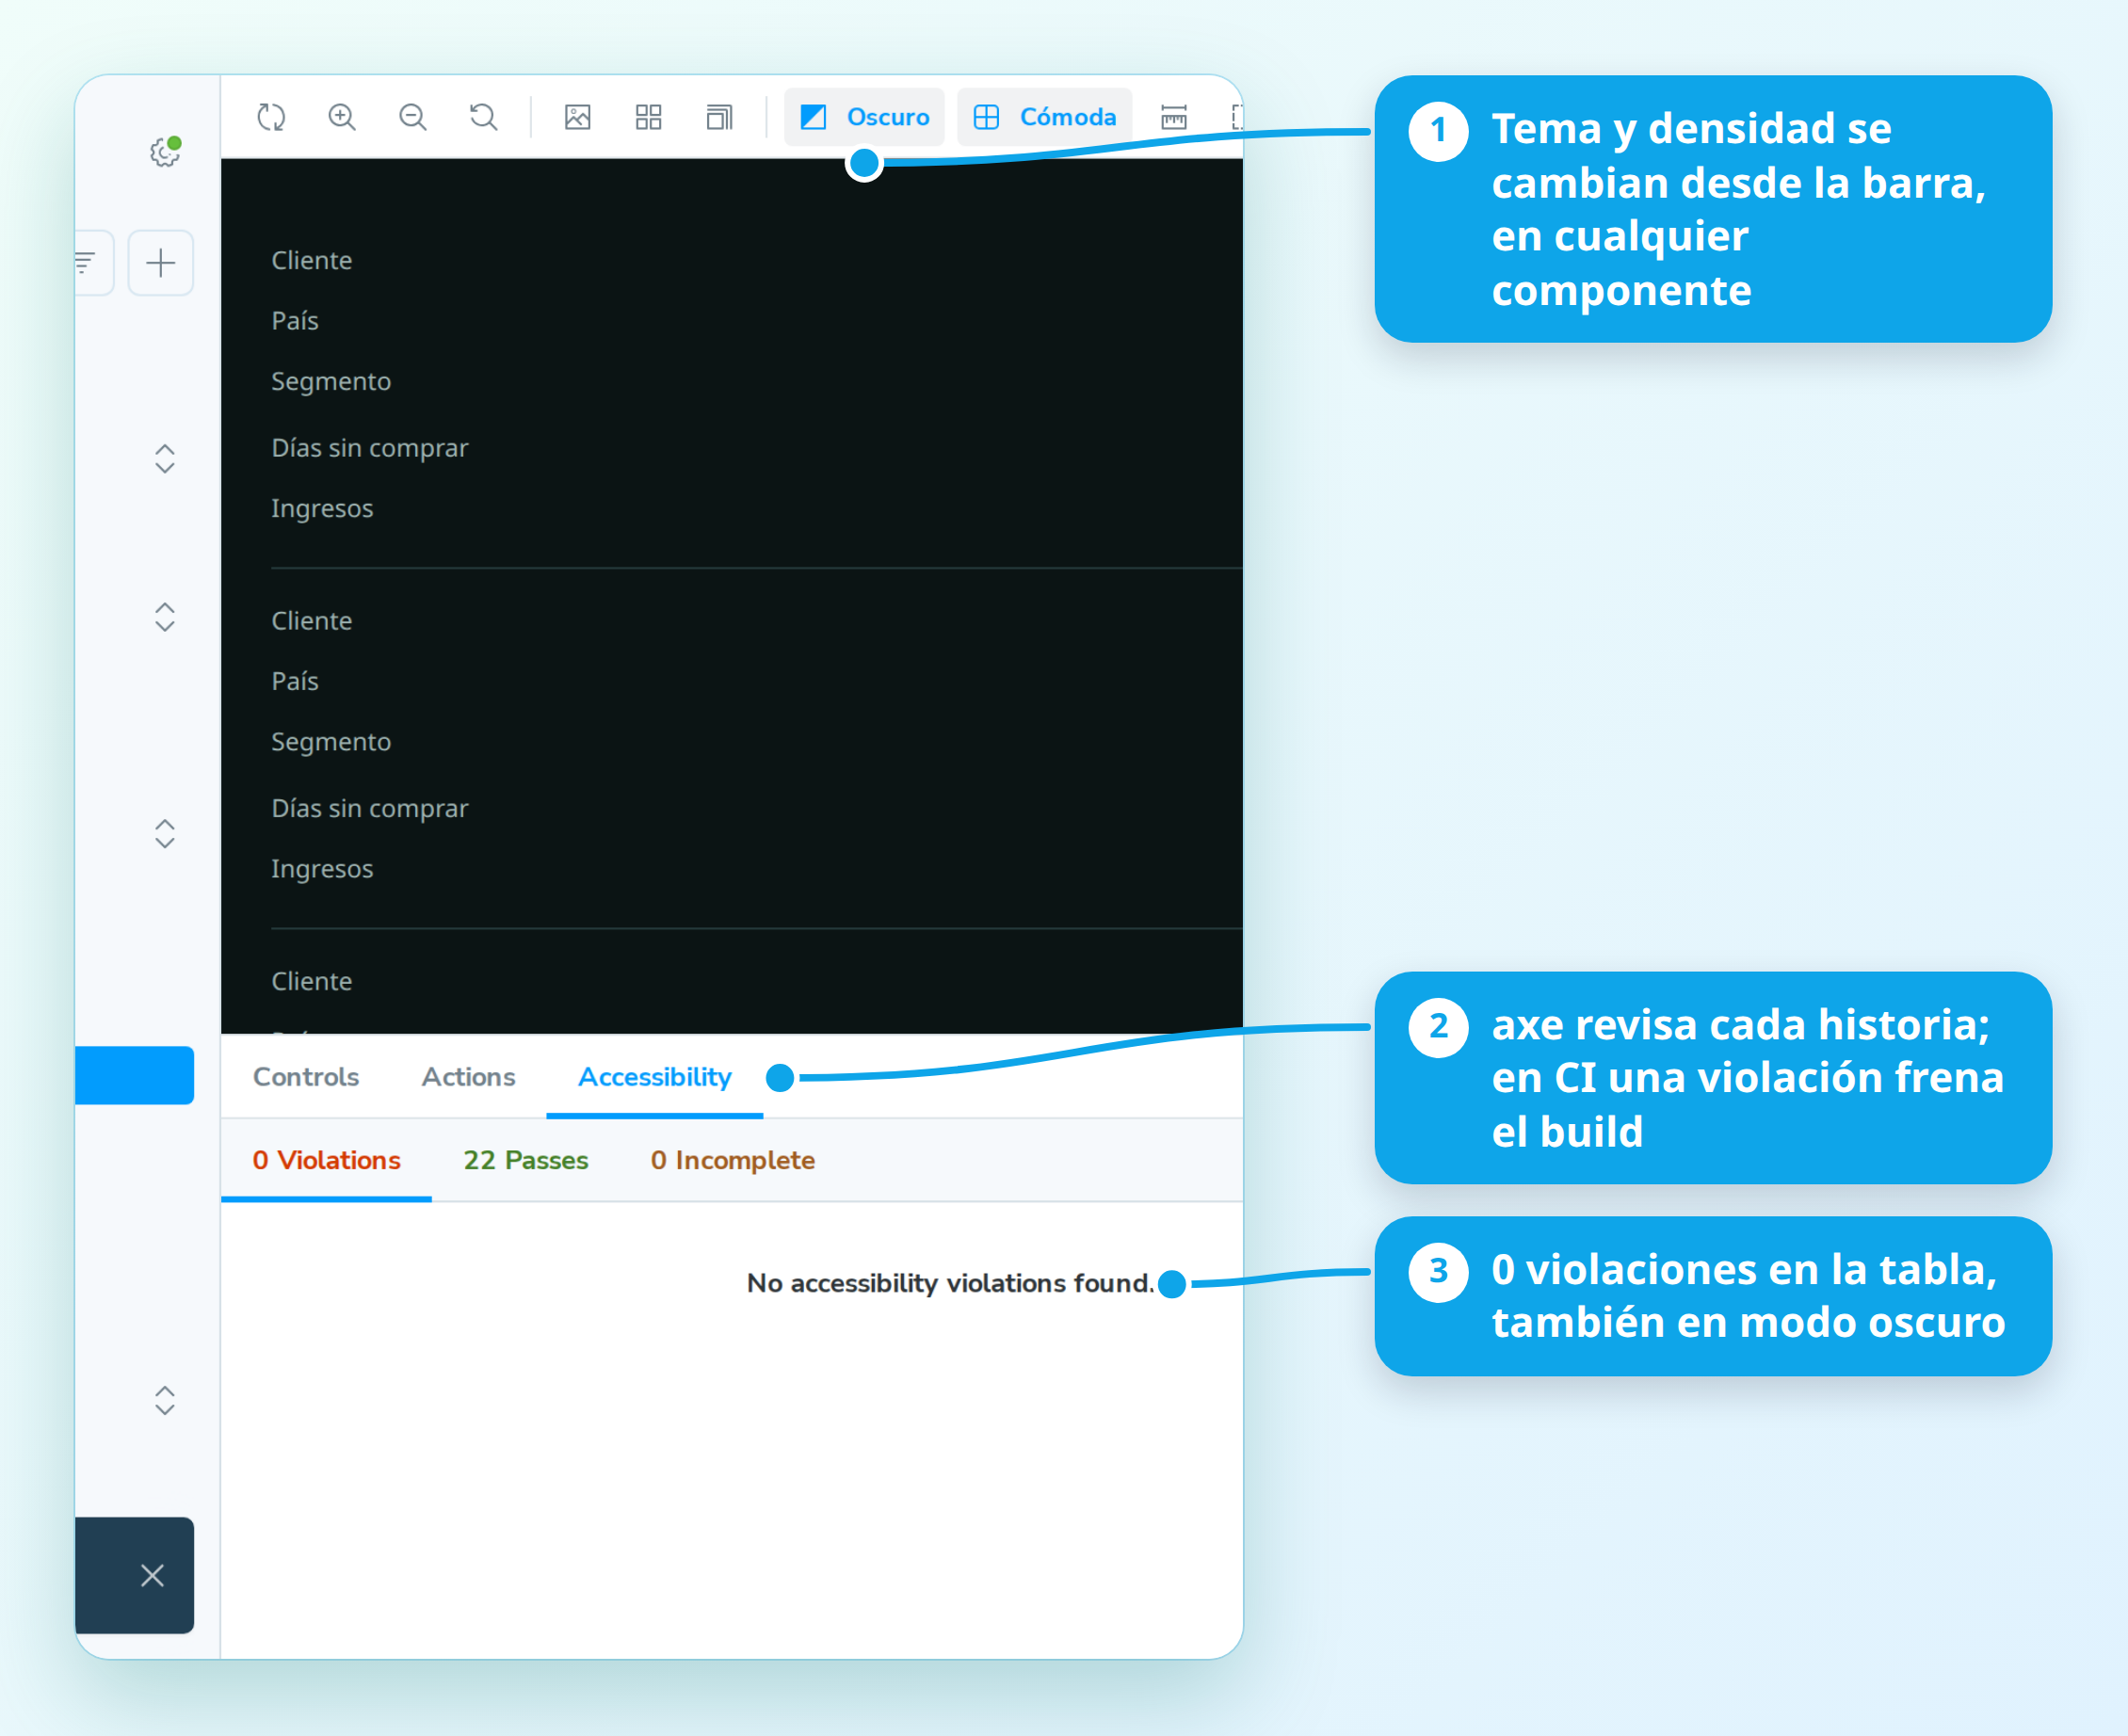 Oscuro Cómoda
Cliente
País
Segmento
Días sin comprar
Ingresos
Cliente
País
Segmento
Días sin comprar
Ingresos
Cliente
Controls Actions Accessibility
0 Violations 22 Passes 0 Incomplete
No accessibility violations found.
1 Tema y densidad se
cambian desde la barra,
en cualquier
componente
2 axe revisa cada historia;
en CI una violación frena
el build
3 0 violaciones en la tabla,
también en modo oscuro